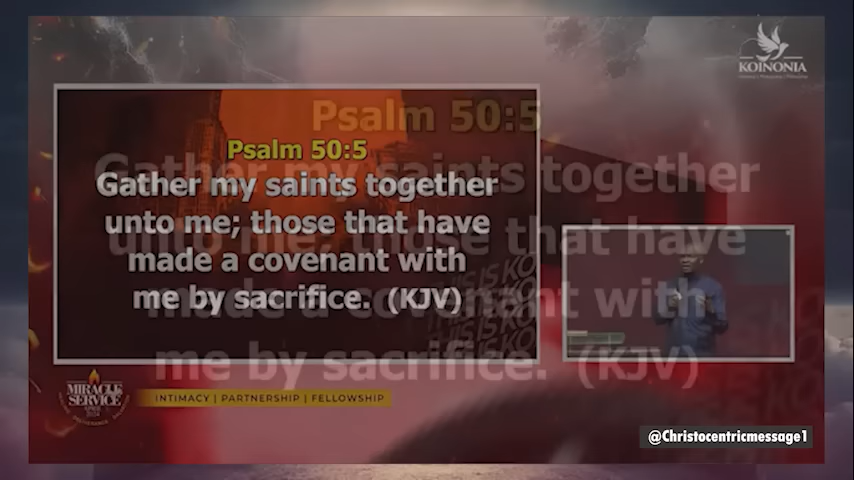 KOINONIA
Psalm 50:5
Gather my saints together
unto me; those that have
made a covenant with
me by sacrifice. (KJV)
Psalm 50:5
Gather my saints together
unto me; those that have
made a covenant with
me by sacrifice. (KJV)
MIRACLE
SERVICE
INTIMACY | PARTNERSHIP | FELLOWSHIP
@Christocentricmessage1